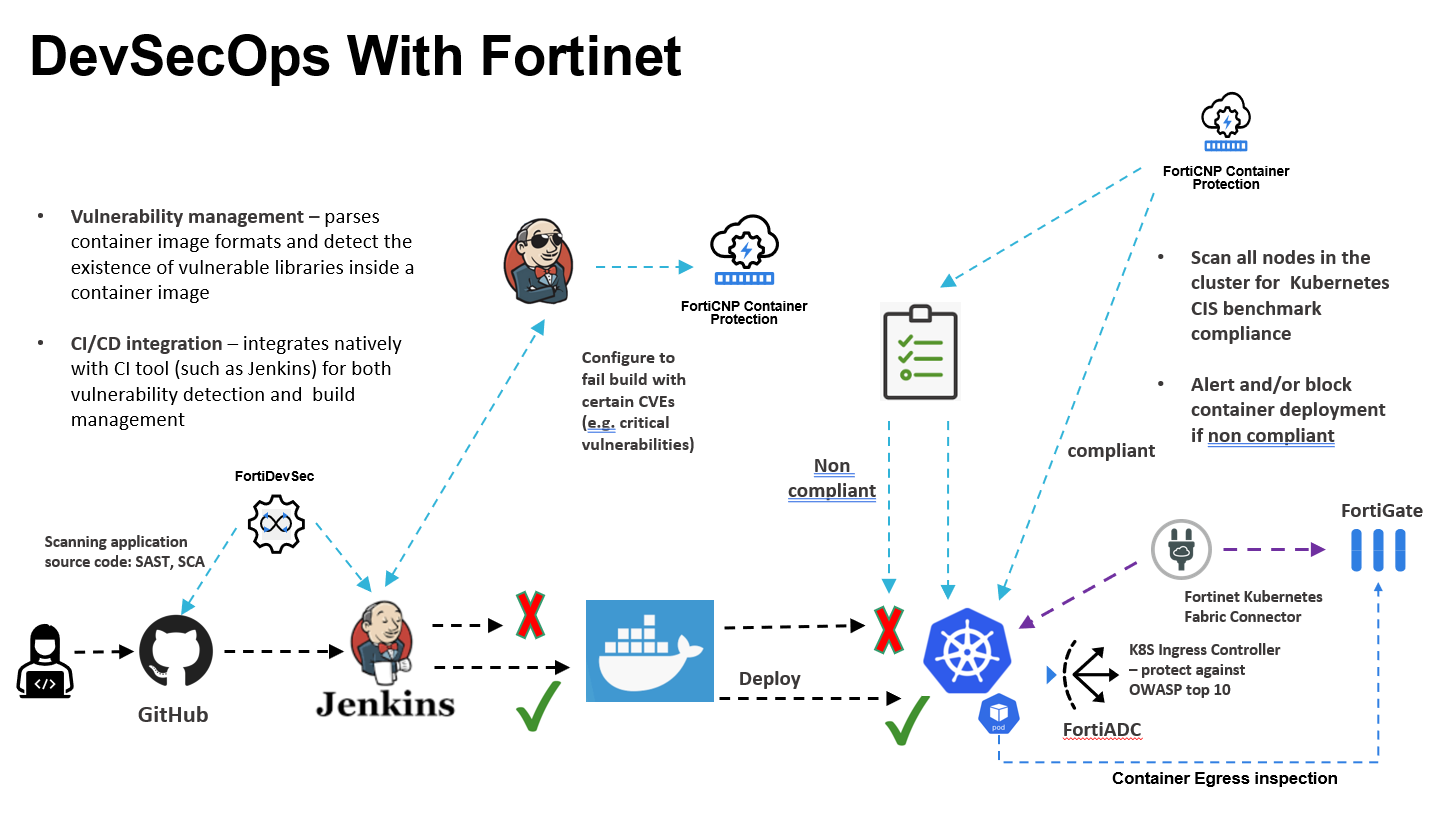 DevSecOps With Fortinet
FortiCNP Container
Protection
• Vulnerability management – parses
container image formats and detect the
existence of vulnerable libraries inside a
container image
• CI/CD integration – integrates natively
with CI tool (such as Jenkins) for both
vulnerability detection and build
management
FortiCNP Container
Protection
Configure to
fail build with
certain CVEs
(e.g. critical
vulnerabilities)
• Scan all nodes in the
cluster for Kubernetes
CIS benchmark
compliance
• Alert and/or block
container deployment
if non compliant
compliant
Non
compliant
FortiDevSec
Scanning application
source code: SAST, SCA
FortiGate
Fortinet Kubernetes
Fabric Connector
K8S Ingress Controller
– protect against
OWASP top 10
</>
GitHub
Jenkins
Deploy
pod
FortiADC
Container Egress inspection